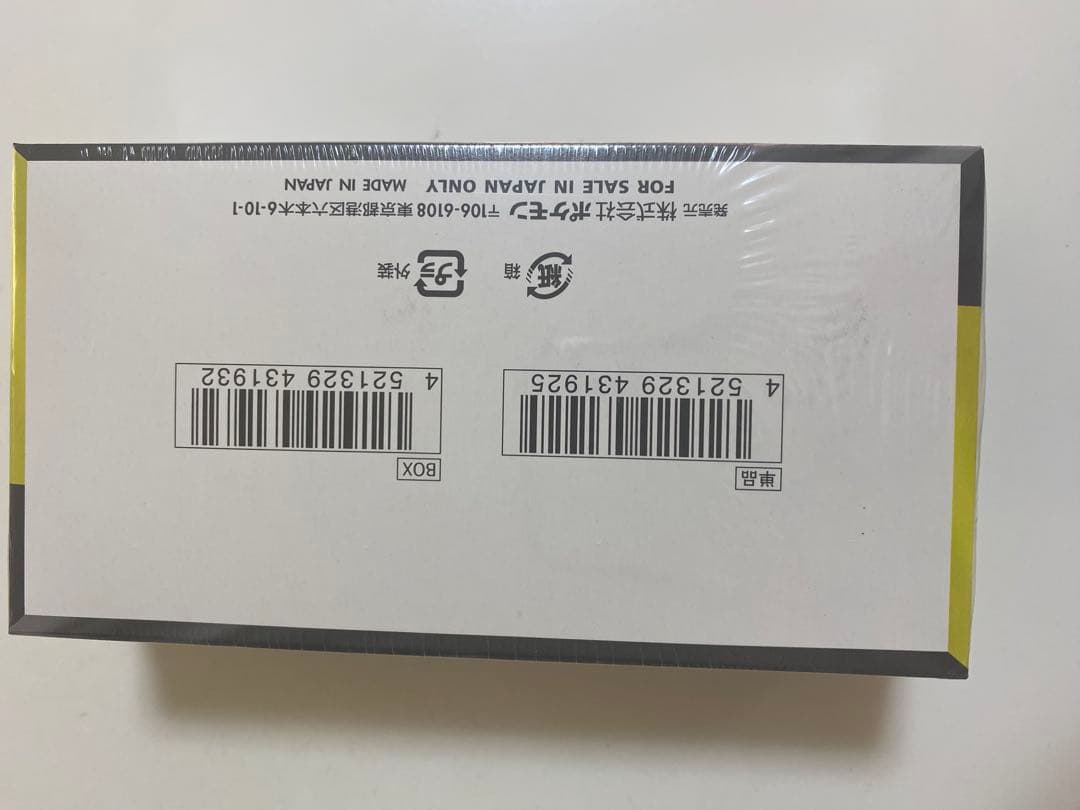 単品 BOX
4 521329 431925 4 521329 431932
紙 箱 プラ 外装
発売元 株式会社ポケモン 〒106-6108 東京都港区六本木6-10-1
FOR SALE IN JAPAN ONLY MADE IN JAPAN